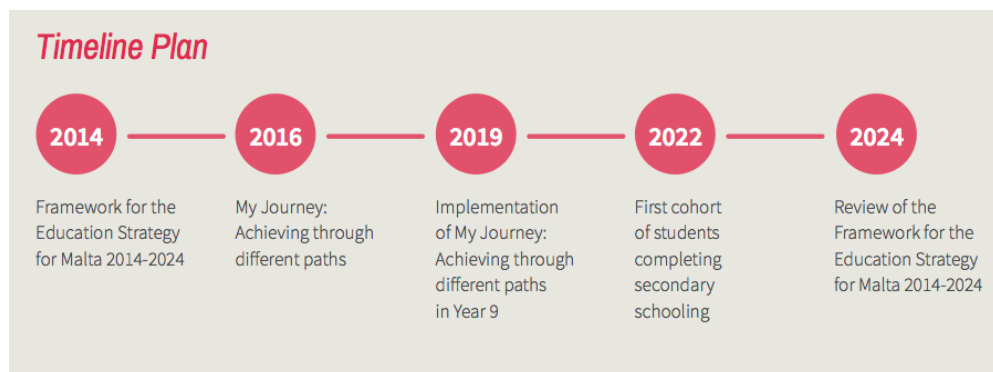 Timeline Plan
2014
2016
2019
2022
2024
Framework for the
Education Strategy
for Malta 2014-2024
My Journey:
Achieving through
different paths
Implementation
of My Journey:
Achieving through
different paths
in Year 9
First cohort
of students
completing
secondary
schooling
Review of the
Framework for the
Education Strategy
for Malta 2014-2024